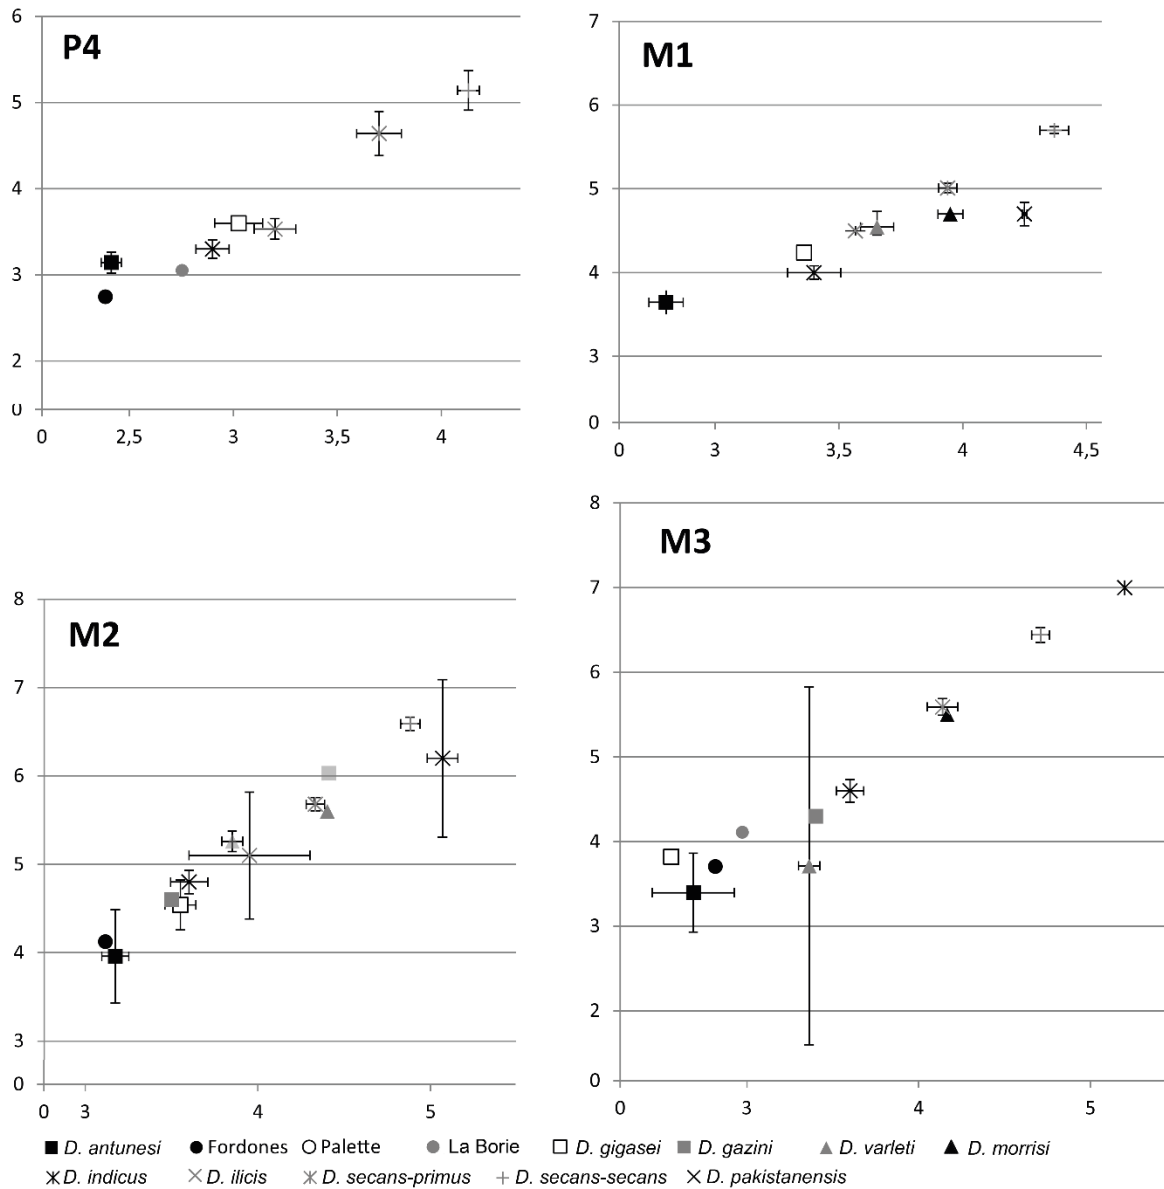 P4
6
5
4
3
2
0
0 2,5 3 3,5 4
M1
7
6
5
4
3
0
0 3 3,5 4 4,5
M2
8
7
6
5
4
3
0
0 3 4 5
M3
8
7
6
5
4
3
2
0
0 3 4 5
D. antunesi Fordones Palette La Borie D. gigasei D. gazini D. varleti D. morrisi
D. indicus D. ilicis D. secans-primus D. secans-secans D. pakistanensis